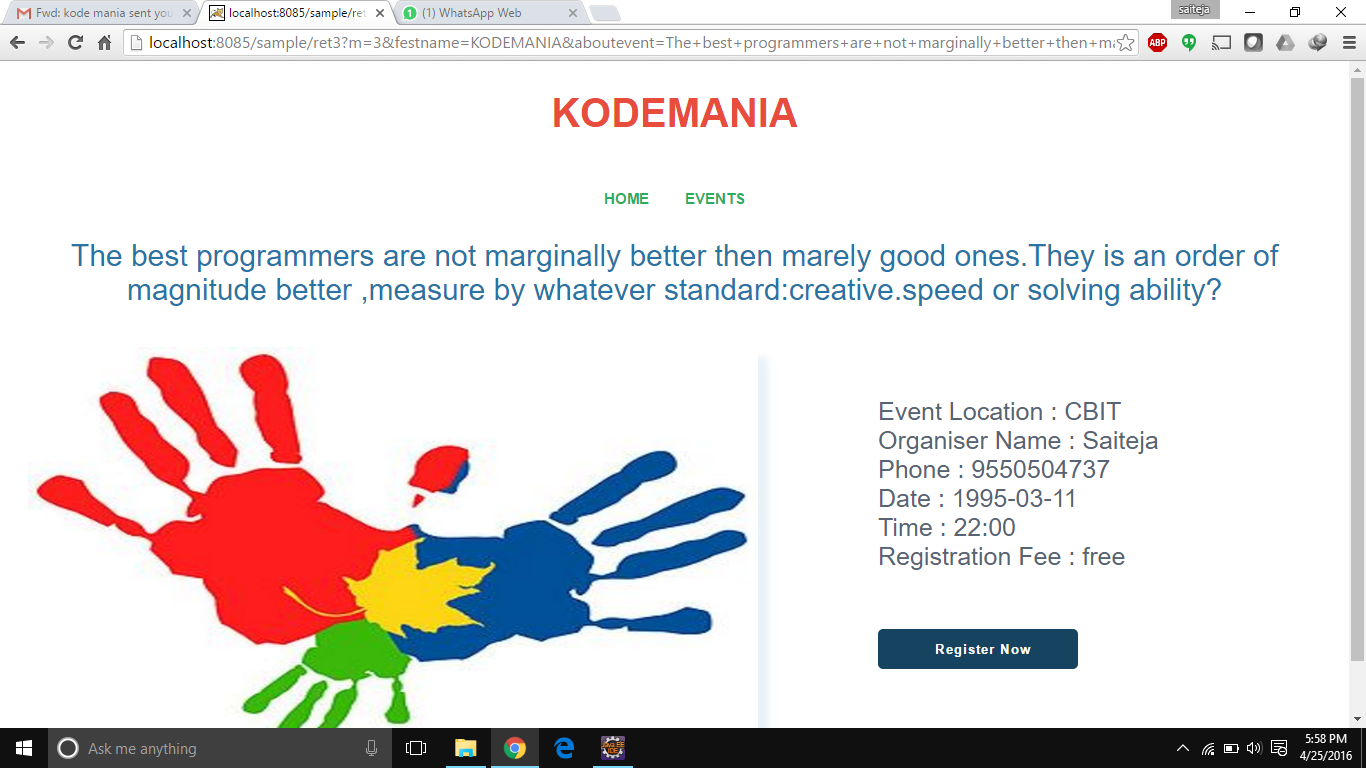 saiteja
Fwd: kode mania sent you
localhost:8085/sample/ret
(1) WhatsApp Web
localhost:8085/sample/ret3?m=3&festname=KODEMANIA&aboutevent=The+best+programmers+are+not+marginally+better+then+ma
ABP
KODEMANIA
HOME EVENTS
The best programmers are not marginally better then marely good ones.They is an order of
magnitude better ,measure by whatever standard:creative.speed or solving ability?
Event Location : CBIT
Organiser Name : Saiteja
Phone : 9550504737
Date : 1995-03-11
Time : 22:00
Registration Fee : free
Register Now
Ask me anything
5:58 PM
4/25/2016